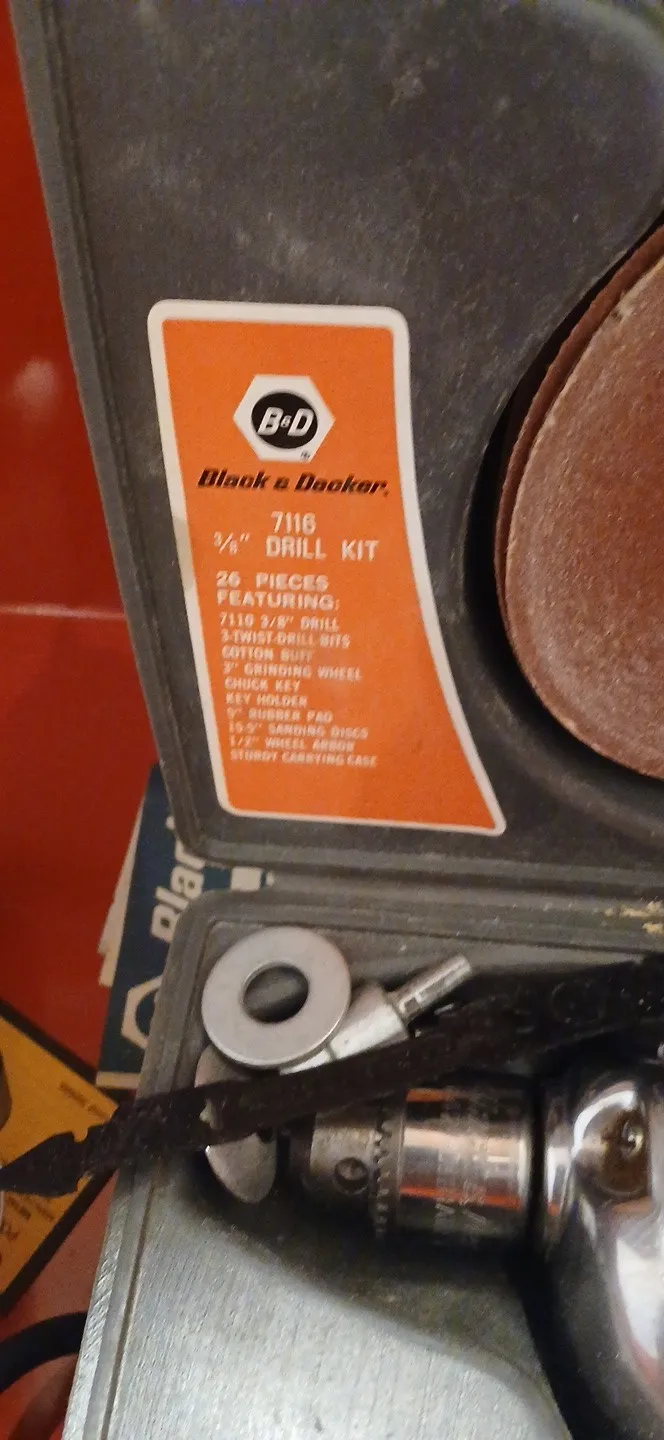 B&D
®
Black & Decker®
7116
3/8" DRILL KIT
26 PIECES
FEATURING:
7110 3/8" DRILL
3-TWIST-DRILL-BITS
COTTON BUFF
3" GRINDING WHEEL
CHUCK KEY
KEY HOLDER
5" RUBBER PAD
15-5" SANDING DISCS
1/2" WHEEL ARBOR
STURDY CARRYING CASE
Blac